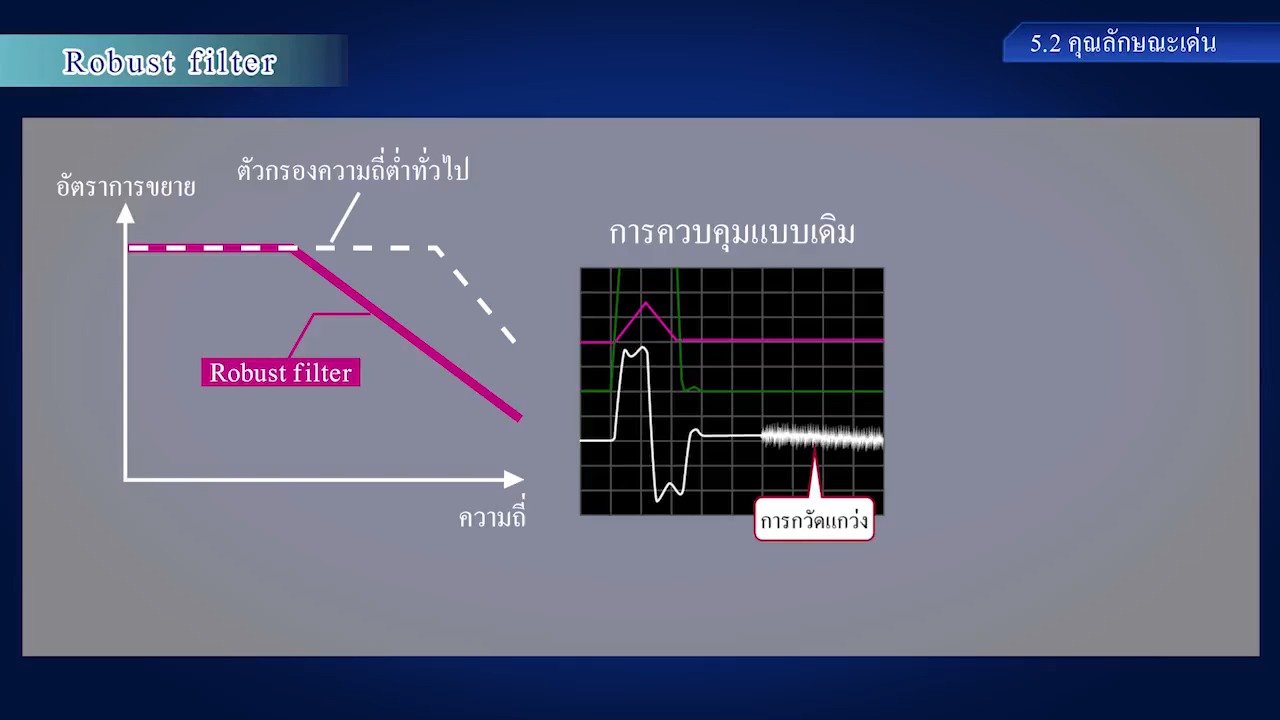 Robust filter
5.2 คุณลักษณะเด่น
ตัวกรองความถี่ต่ำทั่วไป
อัตราการขยาย
การควบคุมแบบเดิม
Robust filter
ความถี่
การกวัดแกว่ง